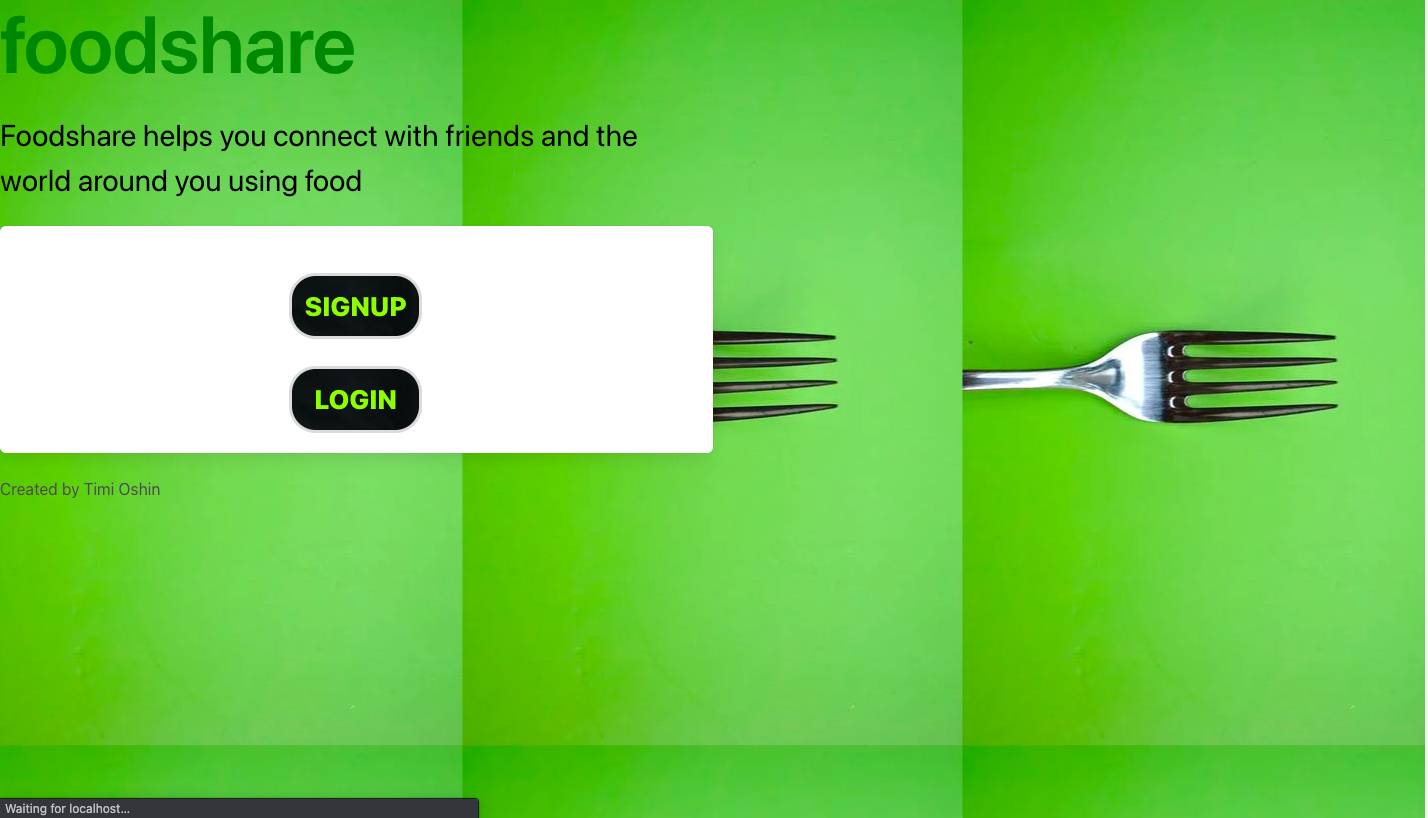 foodshare
Foodshare helps you connect with friends and the
world around you using food
SIGNUP
LOGIN
Created by Timi Oshin
Waiting for localhost...